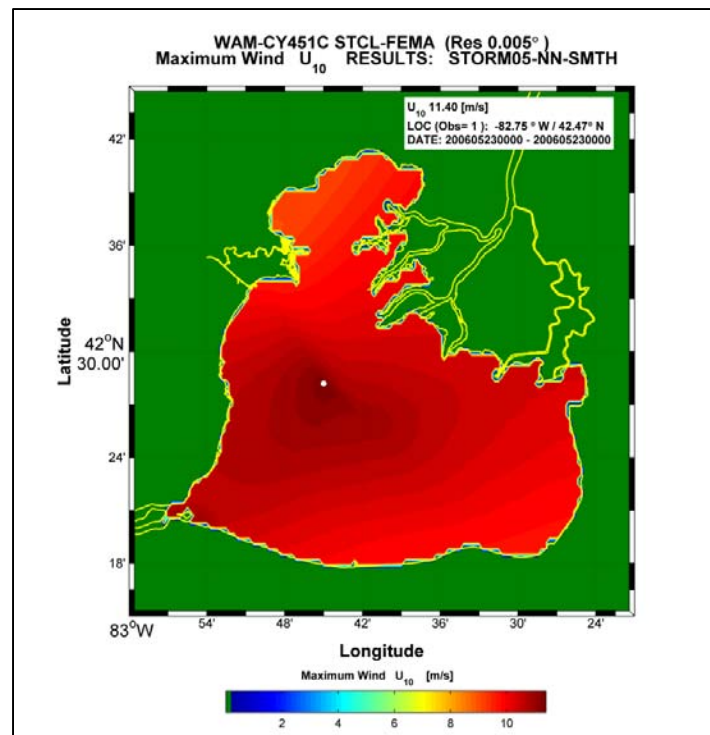 WAM-CY451C STCL-FEMA (Res 0.005°)
Maximum Wind U10 RESULTS: STORM05-NN-SMTH
U10 11.40 [m/s]
LOC (Obs= 1 ): -82.75 ° W / 42.47° N
DATE: 200605230000 - 200605230000
42'
36'
42°N
30.00'
24'
18'
Latitude
83°W
54'
48'
42'
36'
30'
24'
Longitude
Maximum Wind U10 [m/s]
2
4
6
8
10